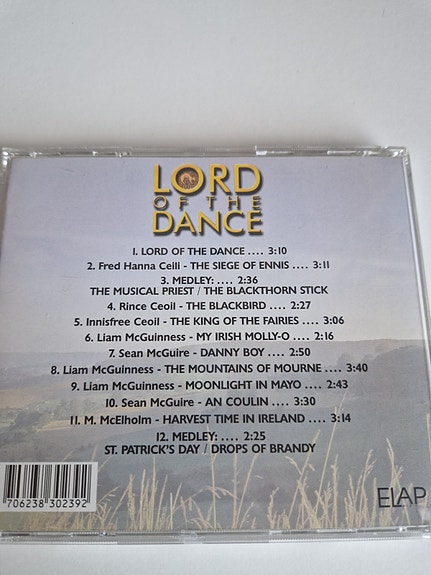 LORD
OF THE
DANCE
1. LORD OF THE DANCE .... 3:10
2. Fred Hanna Ceili - THE SIEGE OF ENNIS .... 3:11
3. MEDLEY: .... 2:36
THE MUSICAL PRIEST / THE BLACKTHORN STICK
4. Rince Ceoil - THE BLACKBIRD .... 2:27
5. Innisfree Ceoil - THE KING OF THE FAIRIES .... 3:06
6. Liam McGuinness - MY IRISH MOLLY-O .... 2:16
7. Sean McGuire - DANNY BOY .... 2:50
8. Liam McGuinness - THE MOUNTAINS OF MOURNE .... 3:40
9. Liam McGuinness - MOONLIGHT IN MAYO .... 2:43
10. Sean McGuire - AN COULIN .... 3:30
11. M. McElholm - HARVEST TIME IN IRELAND .... 3:14
12. MEDLEY: .... 2:25
ST. PATRICK'S DAY / DROPS OF BRANDY
5706238302392
ELAP